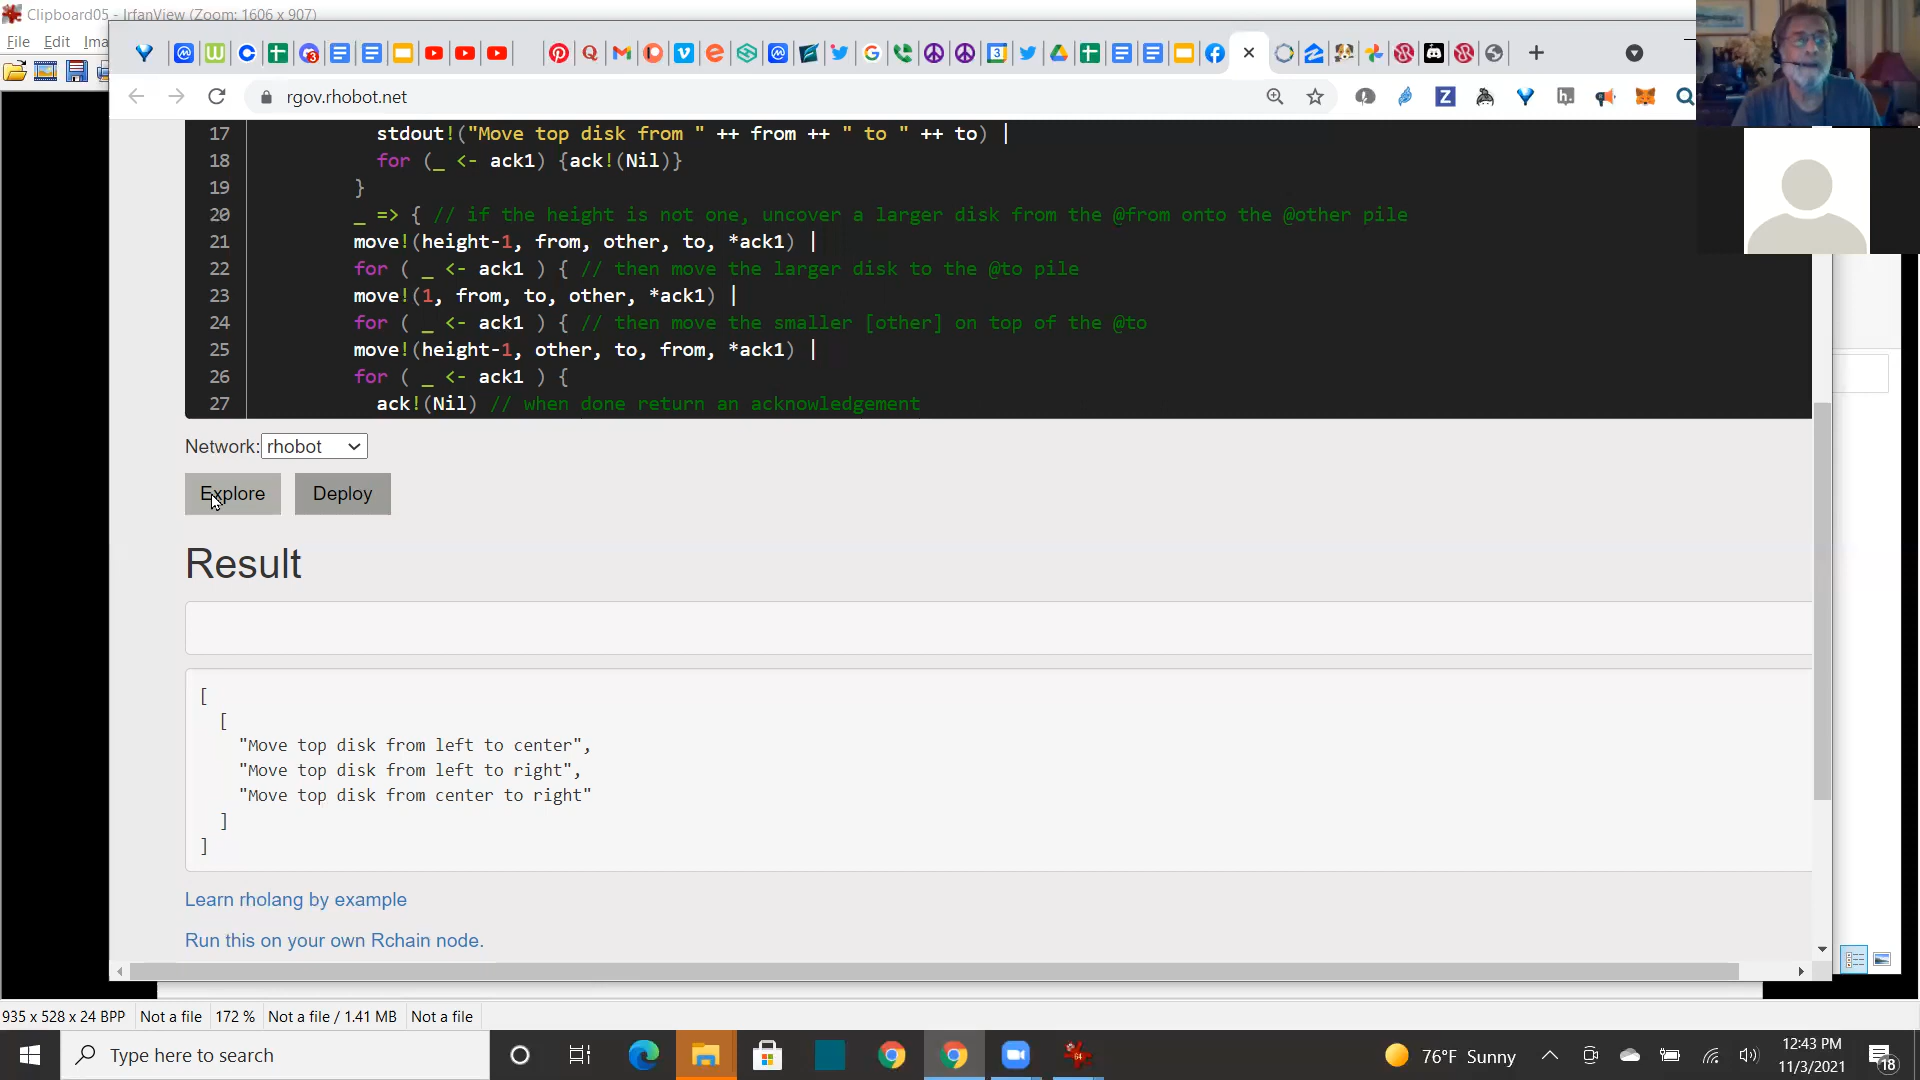 Clipboard05 - IrfanView (Zoom: 1606 x 907)
File Edit Ima
rgov.rhobot.net
17 stdout!("Move top disk from " ++ from ++ " to " ++ to) |
18 for (_ <- ack1) {ack!(Nil)}
19 }
20 _ => { // if the height is not one, uncover a larger disk from the @from onto the @other pile
21 move!(height-1, from, other, to, *ack1) |
22 for ( _ <- ack1 ) { // then move the larger disk to the @to pile
23 move!(1, from, to, other, *ack1) |
24 for ( _ <- ack1 ) { // then move the smaller [other] on top of the @to
25 move!(height-1, other, to, from, *ack1) |
26 for ( _ <- ack1 ) {
27 ack!(Nil) // when done return an acknowledgement
Network: rhobot
Explore Deploy
Result
[
[
"Move top disk from left to center",
"Move top disk from left to right",
"Move top disk from center to right"
]
]
Learn rholang by example
Run this on your own Rchain node.
935 x 528 x 24 BPP Not a file 172 % Not a file / 1.41 MB Not a file
Type here to search
76°F Sunny
12:43 PM
11/3/2021
18